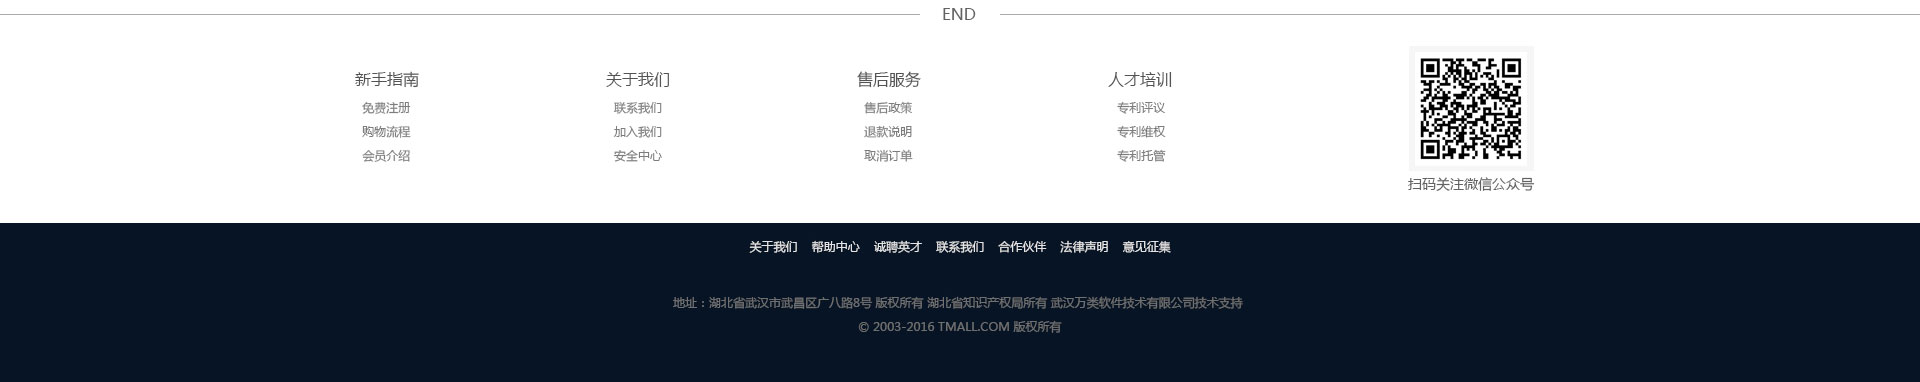 END
新手指南
免费注册
购物流程
会员介绍
关于我们
联系我们
加入我们
安全中心
售后服务
售后政策
退款说明
取消订单
人才培训
专利评议
专利维权
专利托管
扫码关注微信公众号
关于我们 帮助中心 诚聘英才 联系我们 合作伙伴 法律声明 意见征集
地址：湖北省武汉市武昌区广八路8号 版权所有 湖北省知识产权局所有 武汉万类软件技术有限公司技术支持
© 2003-2016 TMALL.COM 版权所有